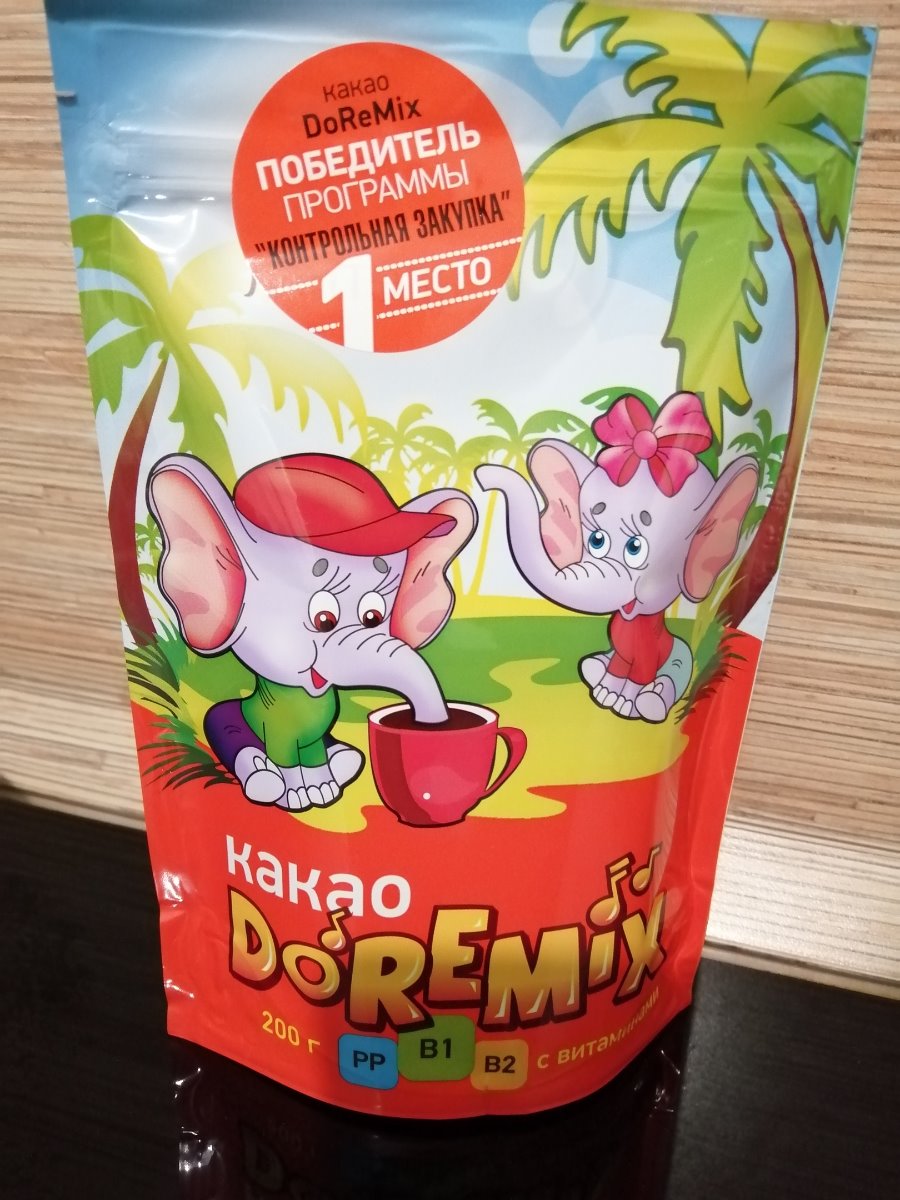 какао
DoReMix
ПОБЕДИТЕЛЬ
ПРОГРАММЫ
"КОНТРОЛЬНАЯ ЗАКУПКА"
1 МЕСТО
какао
DOREMiX
200 г
PP B1 B2 с витаминами